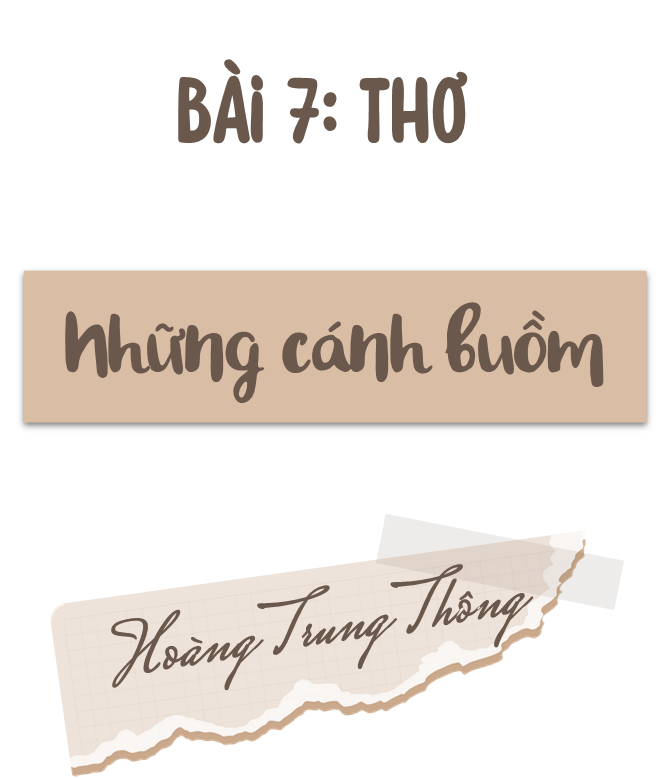 BÀI 7: THƠ
Những cánh buồm
Hoàng Trung Thông